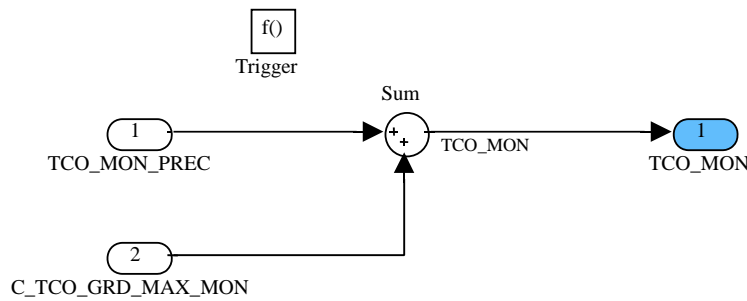 f()
Trigger
Sum
1
TCO_MON_PREC
+
+
TCO_MON
1
TCO_MON
2
C_TCO_GRD_MAX_MON